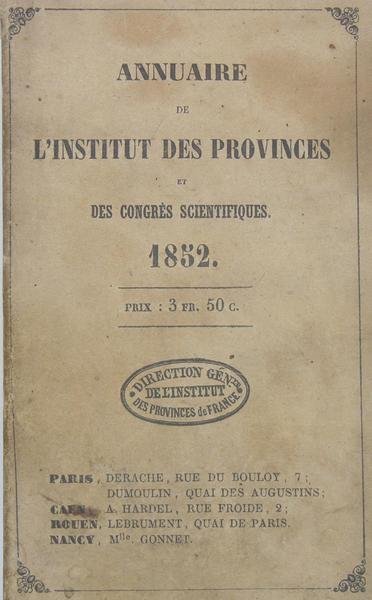 ANNUAIRE
DE
L'INSTITUT DES PROVINCES
ET
DES CONGRÈS SCIENTIFIQUES.
1852.
PRIX : 3 FR. 50 C.
DIRECTION GÉNle
DE L'INSTITUT
DES PROVINCES de FRANCE
PARIS, DERACHE, RUE DU BOULOY, 7;
DUMOULIN, QUAI DES AUGUSTINS;
CAEN, A. HARDEL, RUE FROIDE, 2;
ROUEN, LEBRUMENT, QUAI DE PARIS.
NANCY, Mlle. GONNET.